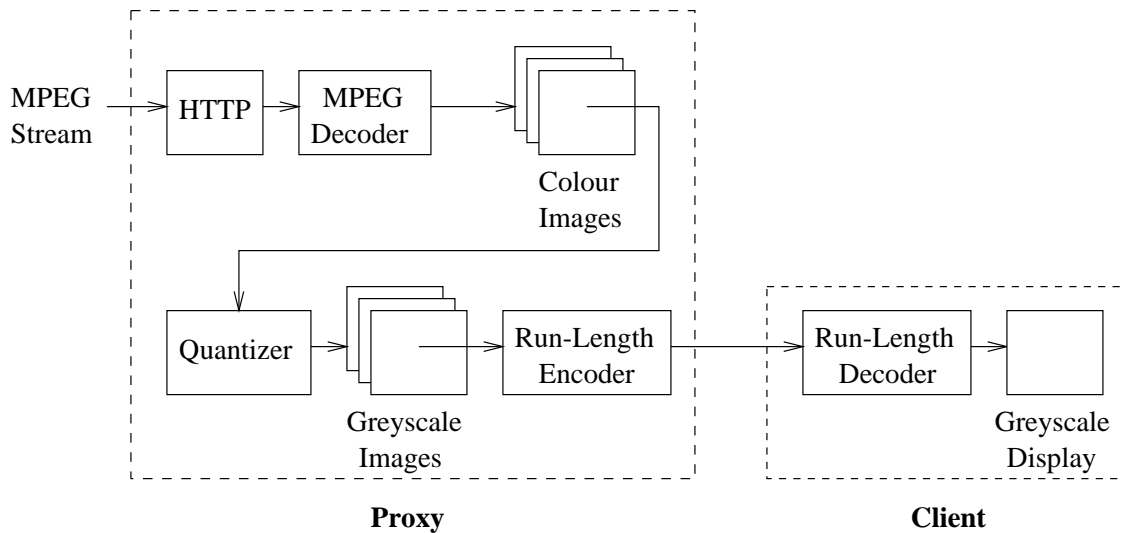 MPEG
Stream
HTTP
MPEG
Decoder
Colour
Images
Quantizer
Greyscale
Images
Run-Length
Encoder
Run-Length
Decoder
Greyscale
Display
Proxy
Client